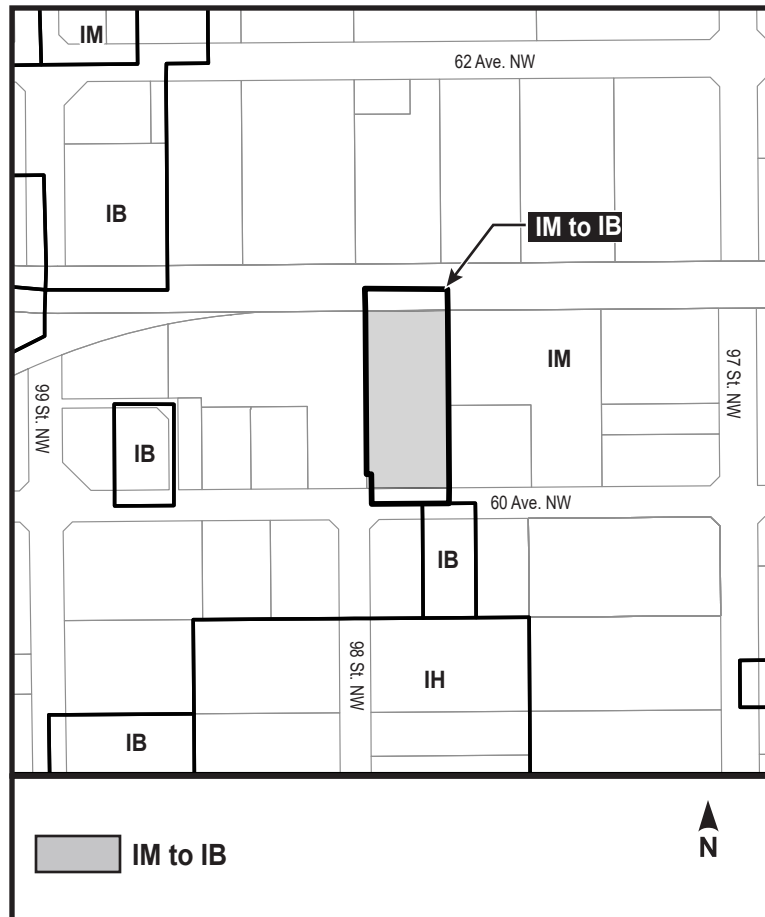 IM
62 Ave. NW
IB
IM to IB
IM
99 St. NW
97 St. NW
IB
60 Ave. NW
IB
98 St. NW
IH
IB
IM to IB
N